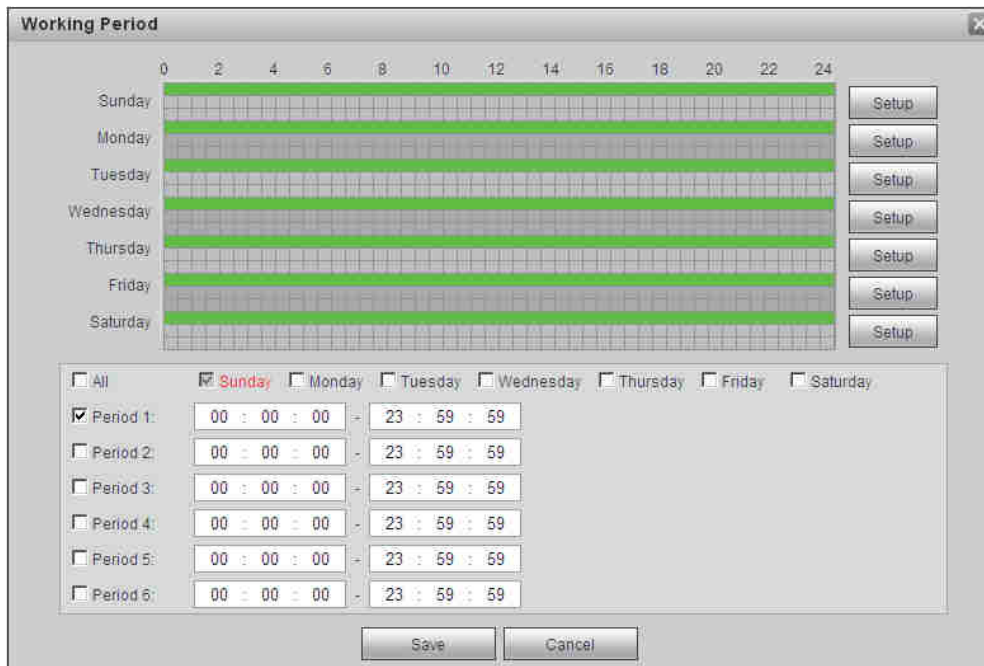 Working Period
0 2 4 6 8 10 12 14 16 18 20 22 24
Sunday Setup
Monday Setup
Tuesday Setup
Wednesday Setup
Thursday Setup
Friday Setup
Saturday Setup
All Sunday Monday Tuesday Wednesday Thursday Friday Saturday
Period 1: 00 : 00 : 00 - 23 : 59 : 59
Period 2: 00 : 00 : 00 - 23 : 59 : 59
Period 3: 00 : 00 : 00 - 23 : 59 : 59
Period 4: 00 : 00 : 00 - 23 : 59 : 59
Period 5: 00 : 00 : 00 - 23 : 59 : 59
Period 6: 00 : 00 : 00 - 23 : 59 : 59
Save Cancel